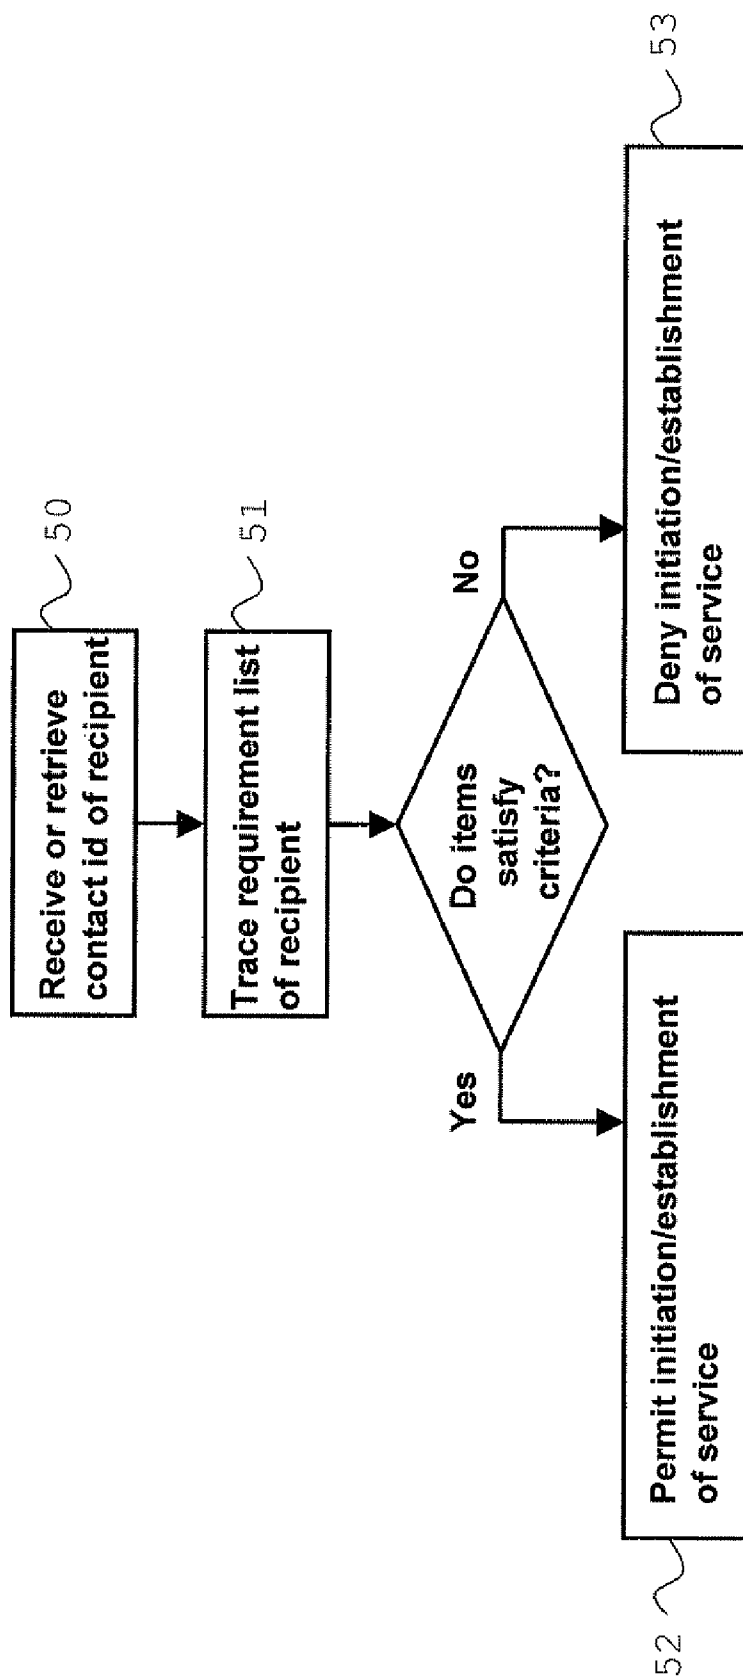 Receive or retrieve
contact id of recipient
50
Trace requirement list
of recipient
51
Do items
satisfy
criteria?
Yes
No
Permit initiation/establishment
of service
52
Deny initiation/establishment
of service
53